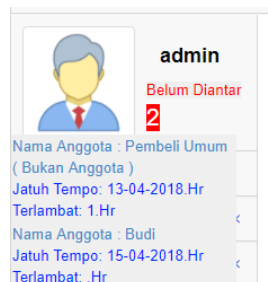 admin
Belum Diantar
2
Nama Anggota : Pembeli Umum
( Bukan Anggota )
Jatuh Tempo: 13-04-2018.Hr
Terlambat: 1.Hr
Nama Anggota : Budi
Jatuh Tempo: 15-04-2018.Hr
Terlambat: .Hr